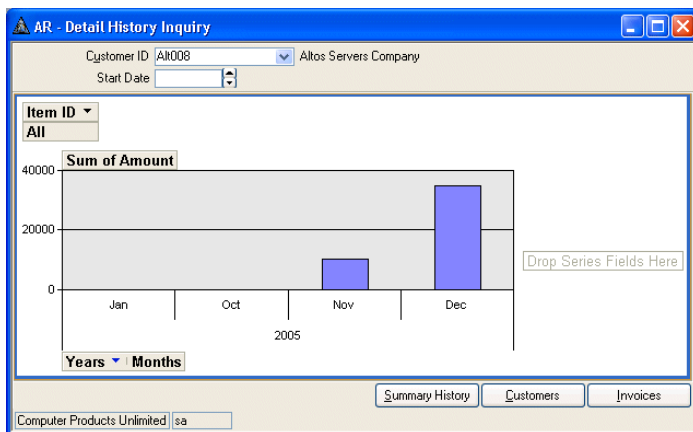 AR - Detail History Inquiry
Customer ID Alt008 Altos Servers Company
Start Date
Item ID
All
Sum of Amount
40000
20000
0
Jan Oct Nov Dec
2005
Drop Series Fields Here
Years Months
Summary History Customers Invoices
Computer Products Unlimited sa